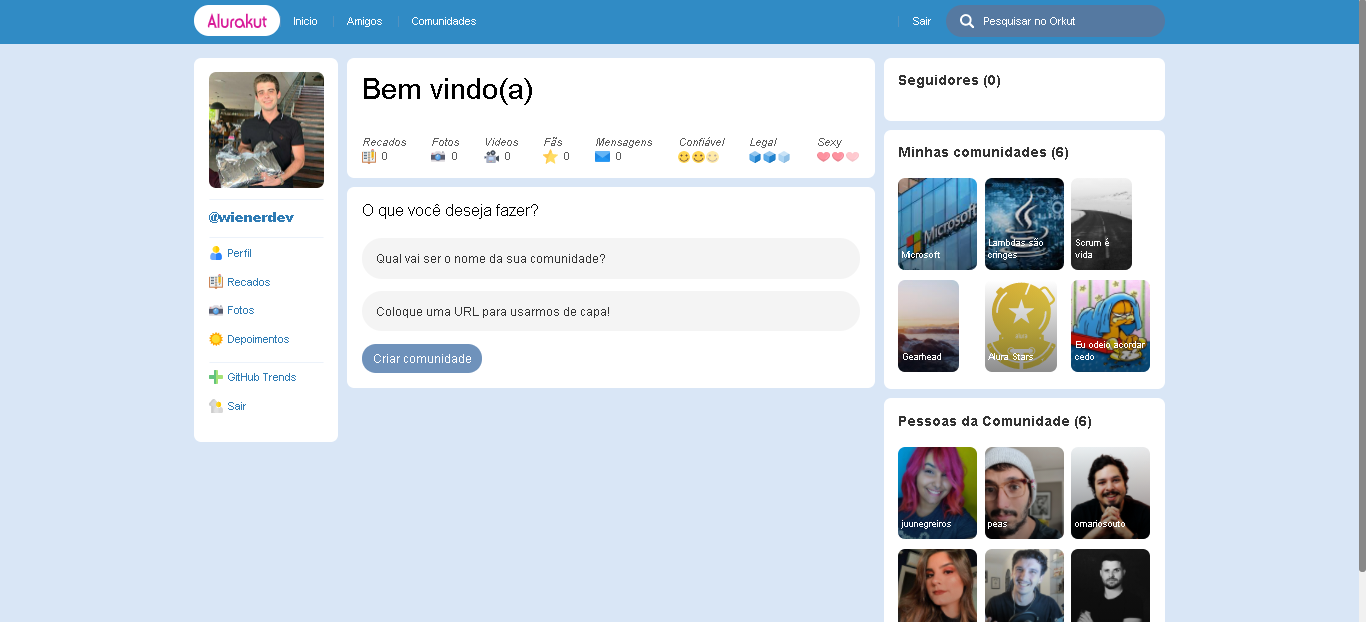 Alurakut
Inicio
Amigos
Comunidades
Sair
Pesquisar no Orkut
@wienerdev
Perfil
Recados
Fotos
Depoimentos
GitHub Trends
Sair
Bem vindo(a)
Recados
0
Fotos
0
Videos
0
Fãs
0
Mensagens
0
Confiável
Legal
Sexy
O que você deseja fazer?
Qual vai ser o nome da sua comunidade?
Coloque uma URL para usarmos de capa!
Criar comunidade
Seguidores (0)
Minhas comunidades (6)
Microsoft
Microsoft
Lambdas são
cringes
Scrum é
vida
Gearhead
Alura Stars
Eu odeio acordar
cedo
Pessoas da Comunidade (6)
juunegreiros
peas
omariosouto